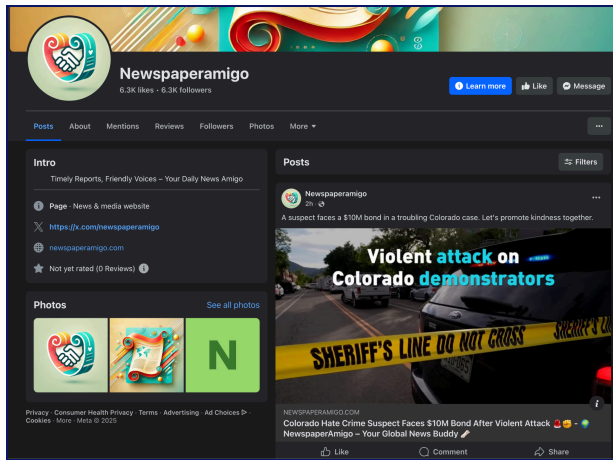 Newspaperamigo
6.3K likes • 6.3K followers
Learn more
Like
Message
Posts
About
Mentions
Reviews
Followers
Photos
More
Intro
Timely Reports, Friendly Voices – Your Daily News Amigo
Page · News & media website
https://x.com/newspaperamigo
newspaperamigo.com
Not yet rated (0 Reviews)
Photos
See all photos
N
Privacy · Consumer Health Privacy · Terms · Advertising · Ad Choices ·
Cookies · More · Meta © 2025
Posts
Filters
Newspaperamigo
2h ·
A suspect faces a $10M bond in a troubling Colorado case. Let's promote kindness together.
Violent attack on
Colorado demonstrators
SHERIFF'S LINE DO NOT CROSS
SHERIFF'S
NEWSPAPERAMIGO.COM
Colorado Hate Crime Suspect Faces $10M Bond After Violent Attack 🚨✊ - 🌍
NewspaperAmigo – Your Global News Buddy 🗞️
Like
Comment
Share